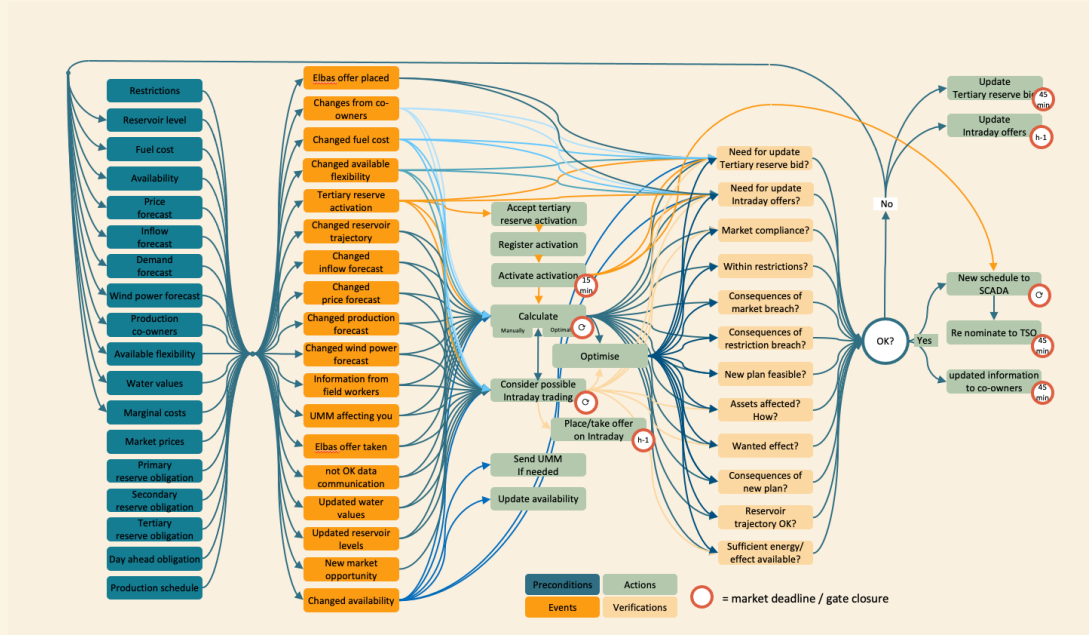 Restrictions
Reservoir level
Fuel cost
Availability
Price
forecast
Inflow
forecast
Demand
forecast
Wind power forecast
Production
co-owners
Available flexibility
Water values
Marginal costs
Market prices
Primary
reserve obligation
Secondary
reserve obligation
Tertiary
reserve obligation
Day ahead obligation
Production schedule
Elbas offer placed
Changes from co-
owners
Changed fuel cost
Changed available
flexibility
Tertiary reserve
activation
Changed reservoir
trajectory
Changed
inflow forecast
Changed
price forecast
Changed production
forecast
Changed wind power
forecast
Information from
field workers
UMM affecting you
Elbas offer taken
not OK data
communication
Updated water
values
Updated reservoir
levels
New market
opportunity
Changed availability
Accept tertiary
reserve activation
Register activation
Activate activation
15
min
Calculate
Manually
Optimise
Consider possible
Intraday trading
Place/take offer
on Intraday
h-1
Send UMM
If needed
Update availability
Need for update
Tertiary reserve bid?
Need for update
Intraday offers?
Market compliance?
Within restrictions?
Consequences of
market breach?
Consequences of
restriction breach?
New plan feasible?
Assets affected?
How?
Wanted effect?
Consequences of
new plan?
Reservoir
trajectory OK?
Sufficient energy/
effect available?
OK?
No
Yes
Update
Tertiary reserve
45
min
Update
Intraday offers
h-1
New schedule to
SCADA
Re nominate to TSO
45
min
updated information
to co-owners
45
min
Preconditions
Actions
Events
Verifications
= market deadline / gate closure